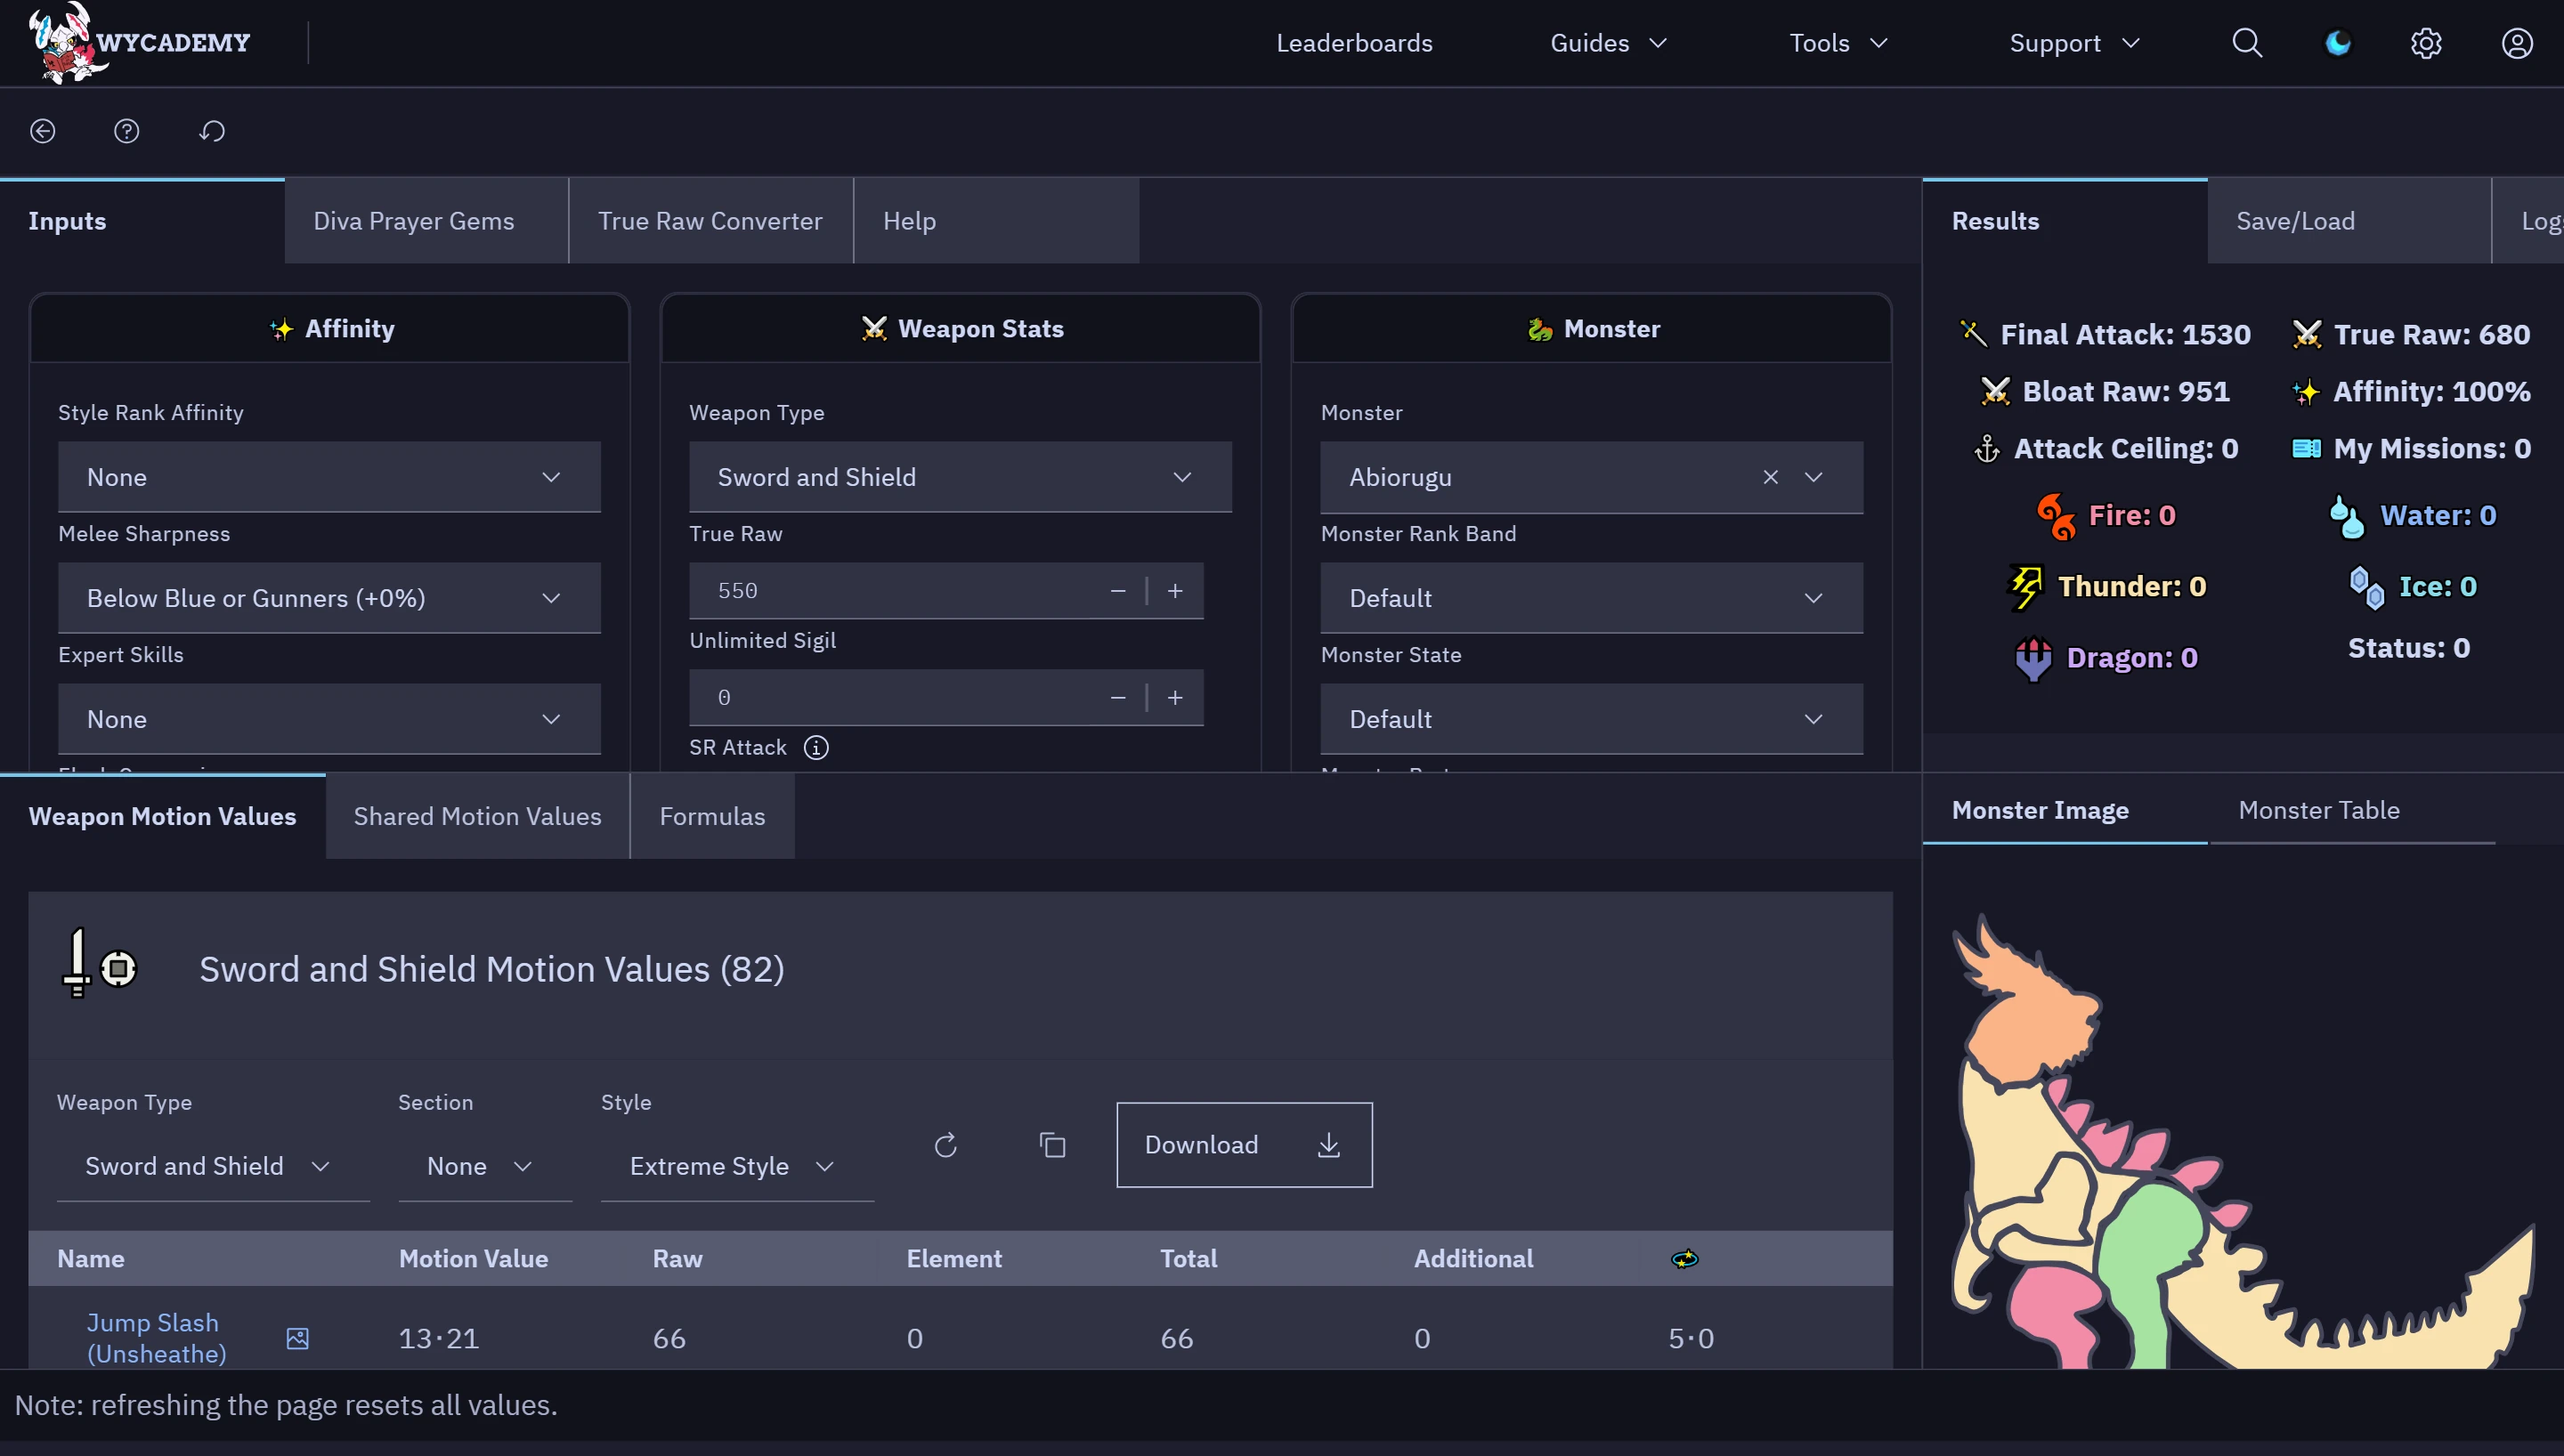 WYCADEMY
Leaderboards
Guides
Tools
Support
Inputs
Diva Prayer Gems
True Raw Converter
Help
Affinity
Style Rank Affinity
None
Melee Sharpness
Below Blue or Gunners (+0%)
Expert Skills
None
Weapon Stats
Weapon Type
Sword and Shield
True Raw
550
Unlimited Sigil
0
SR Attack
Monster
Monster
Abiorugu
Monster Rank Band
Default
Monster State
Default
Results
Save/Load
Final Attack: 1530
True Raw: 680
Bloat Raw: 951
Affinity: 100%
Attack Ceiling: 0
My Missions: 0
Fire: 0
Water: 0
Thunder: 0
Ice: 0
Dragon: 0
Status: 0
Weapon Motion Values
Shared Motion Values
Formulas
Sword and Shield Motion Values (82)
Weapon Type
Section
Style
Sword and Shield
None
Extreme Style
Download
Name Motion Value Raw Element Total Additional
Jump Slash
(Unsheathe)
13·21 66 0 66 0 5·0
Monster Image
Monster Table
Note: refreshing the page resets all values.